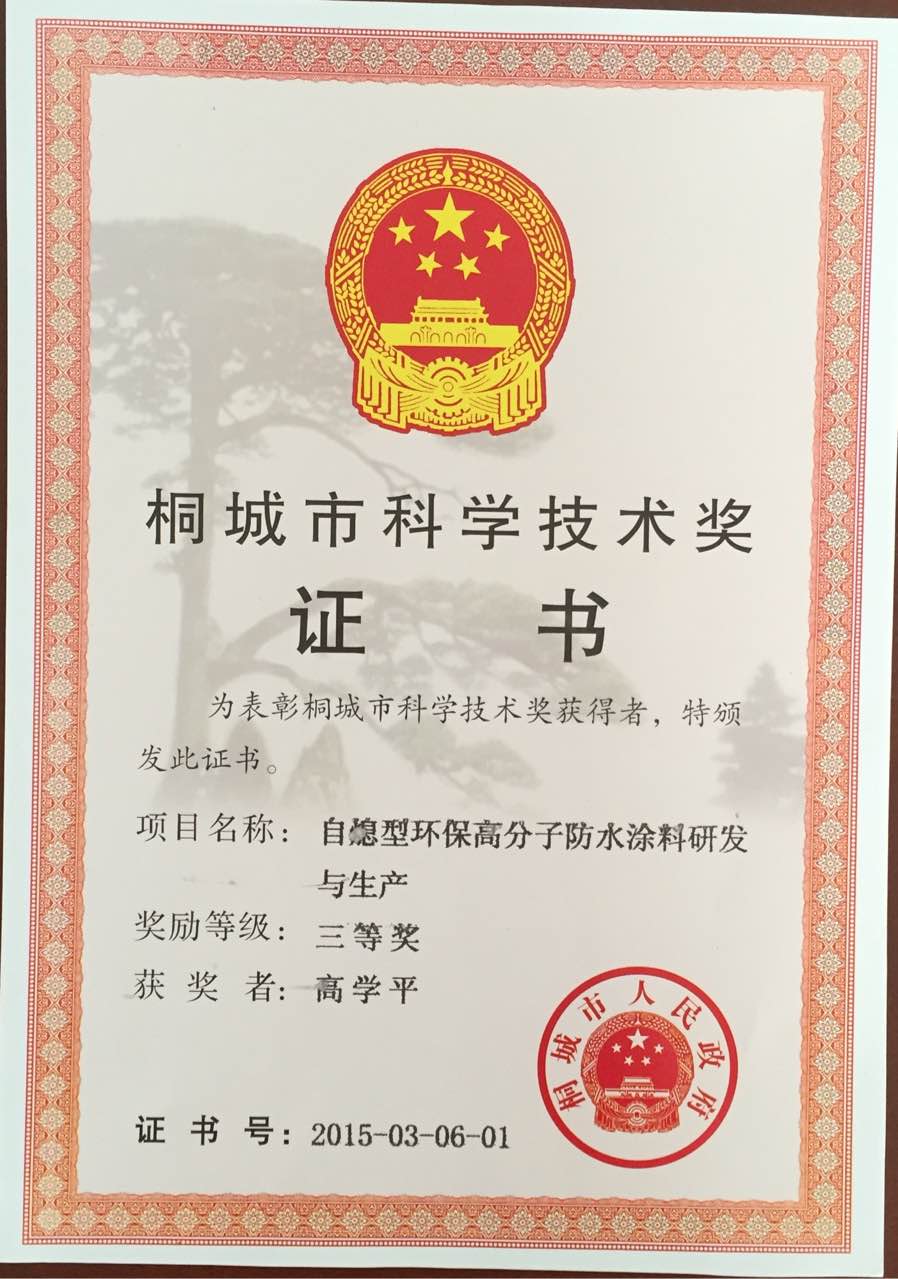 桐城市科学技术奖
证书
为表彰桐城市科学技术奖获得者，特颁
发此证书。
项目名称：自熄型环保高分子防水涂料研发
与生产
奖励等级：三等奖
获奖者：高学平
桐城市人民政府
证书号：2015-03-06-01